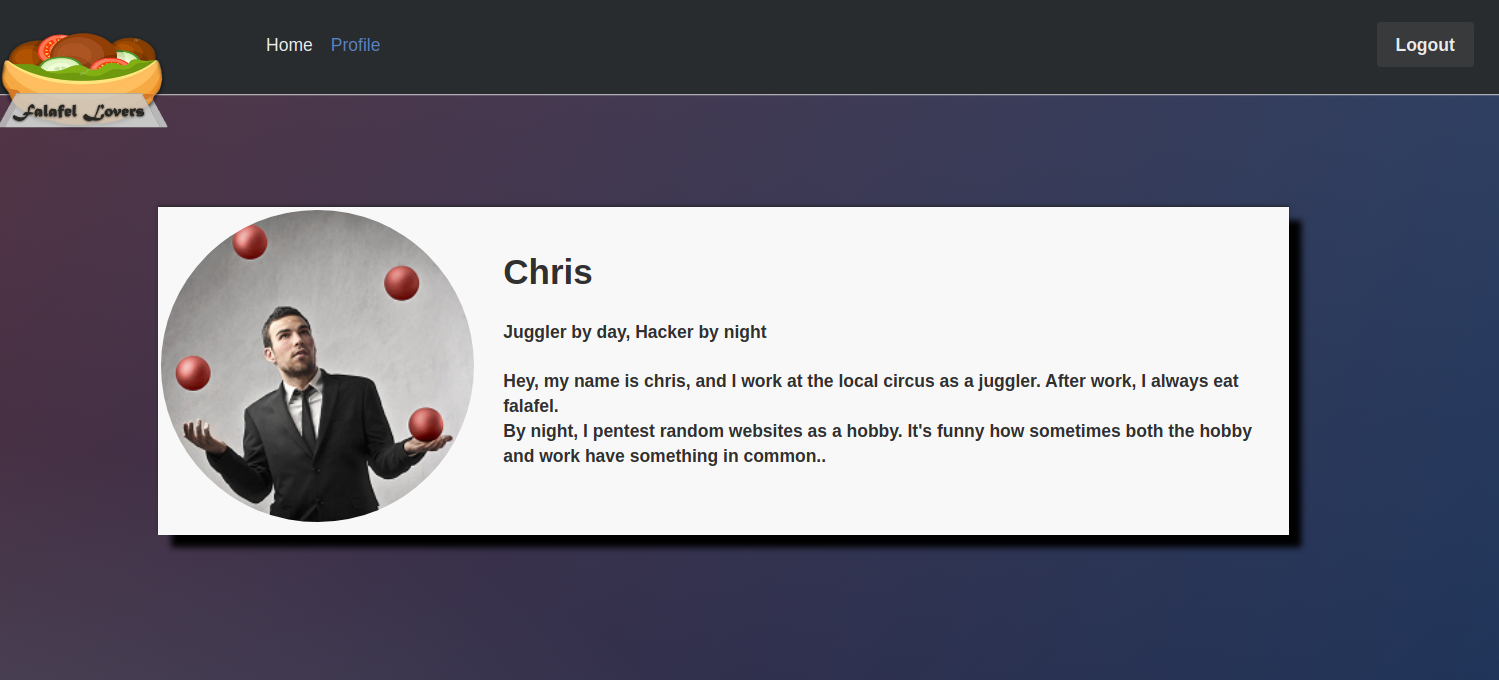 Home Profile Logout
Falafel Lovers
Chris
Juggler by day, Hacker by night
Hey, my name is chris, and I work at the local circus as a juggler. After work, I always eat
falafel.
By night, I pentest random websites as a hobby. It's funny how sometimes both the hobby
and work have something in common..